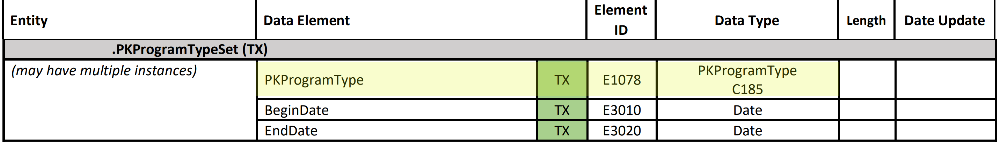 Entity Data Element Element ID Data Type Length Date Update
.PKProgramTypeSet (TX)
(may have multiple instances) PKProgramType TX E1078 PKProgramType C185
BeginDate TX E3010 Date
EndDate TX E3020 Date